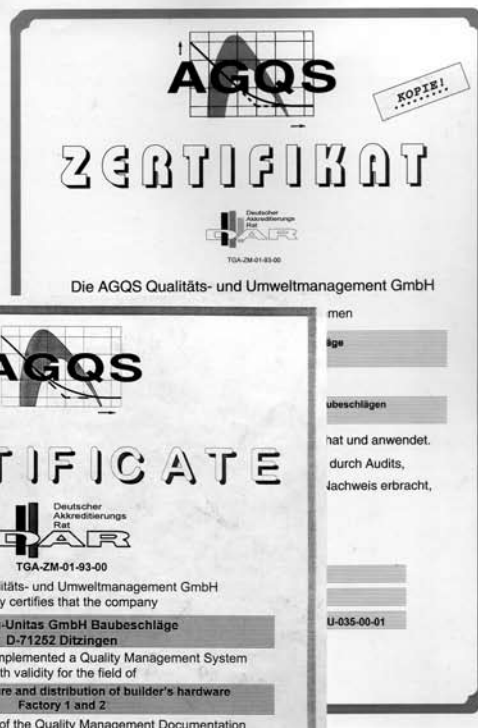 AGQS
KOPIE!
ZERTIFIKAT
Deutscher
Akkreditierungs
Rat
DAR
TGA-ZM-01-93-00
Die AGQS Qualitäts- und Umweltmanagement GmbH
men
äge
ubeschlägen
hat und anwendet.
durch Audits,
Nachweis erbracht,
U-035-00-01
AGQS
TIFICATE
Deutscher
Akkreditierungs
Rat
DAR
TGA-ZM-01-93-00
litäts- und Umweltmanagement GmbH
y certifies that the company
-Unitas GmbH Baubeschläge
D-71252 Ditzingen
mplemented a Quality Management System
th validity for the field of
re and distribution of builder's hardware
Factory 1 and 2
of the Quality Management Documentation